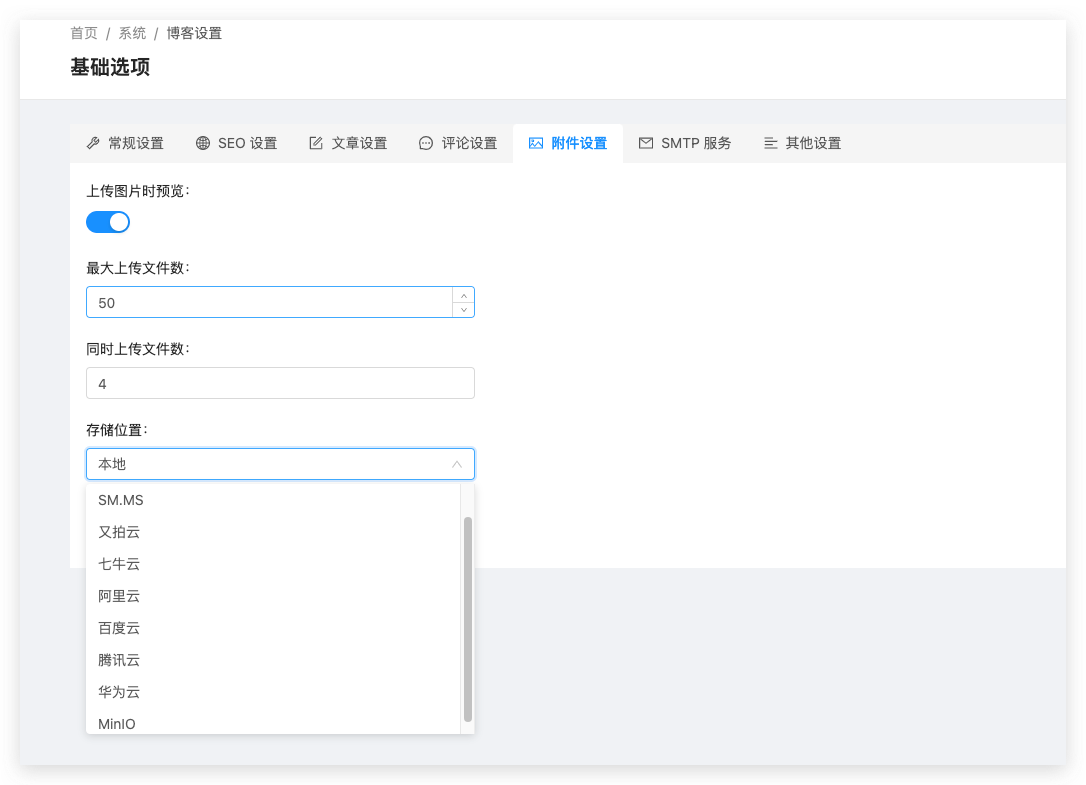 首页 / 系统 / 博客设置
基础选项
常规设置 SEO 设置 文章设置 评论设置 附件设置 SMTP 服务 其他设置
上传图片时预览：
最大上传文件数：
50
同时上传文件数：
4
存储位置：
本地
SM.MS
又拍云
七牛云
阿里云
百度云
腾讯云
华为云
MinIO